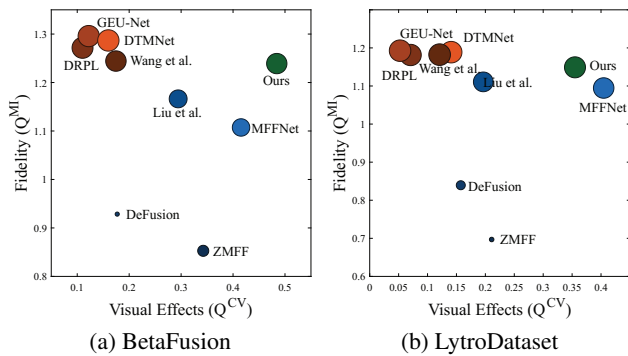 Fidelity (Q^MI)
1.3
1.2
1.1
1
0.9
0.8
GEU-Net
DTMNet
DRPL
Wang et al.
Ours
Liu et al.
MFFNet
DeFusion
ZMFF
0.1 0.2 0.3 0.4 0.5
Visual Effects (Q^CV)
(a) BetaFusion
Fidelity (Q^MI)
1.3
1.2
1.1
1
0.9
0.8
0.7
0.6
GEU-Net
DTMNet
Wang et al.
DRPL
Ours
Liu et al.
MFFNet
DeFusion
ZMFF
0 0.05 0.1 0.15 0.2 0.25 0.3 0.35 0.4
Visual Effects (Q^CV)
(b) LytroDataset